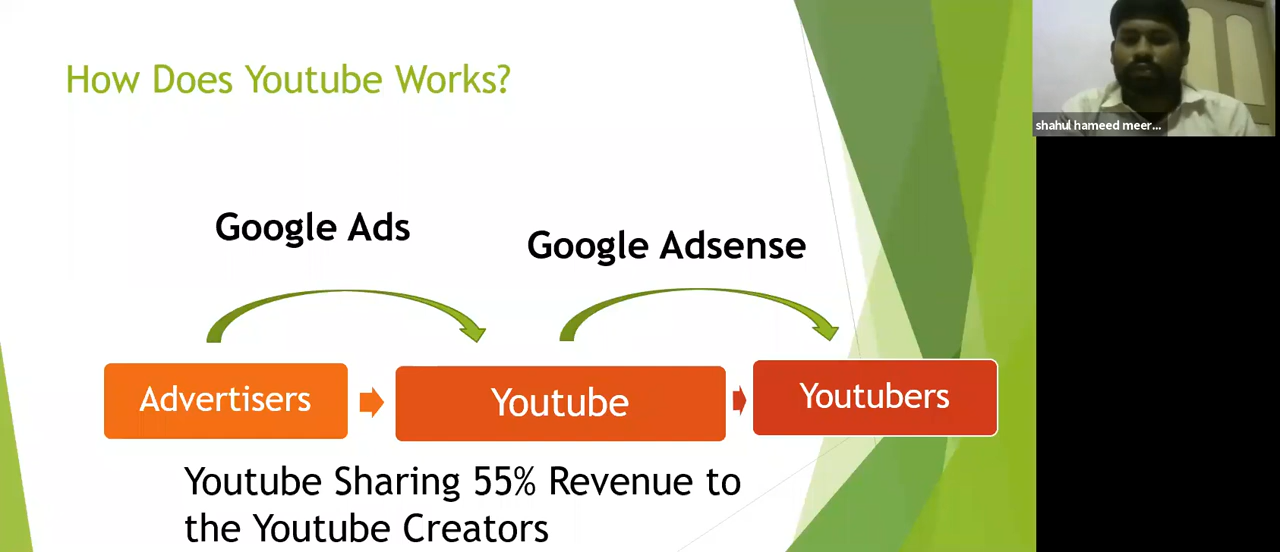 How Does Youtube Works?
shahul hameed meer...
Google Ads
Google Adsense
Advertisers
Youtube
Youtubers
Youtube Sharing 55% Revenue to
the Youtube Creators